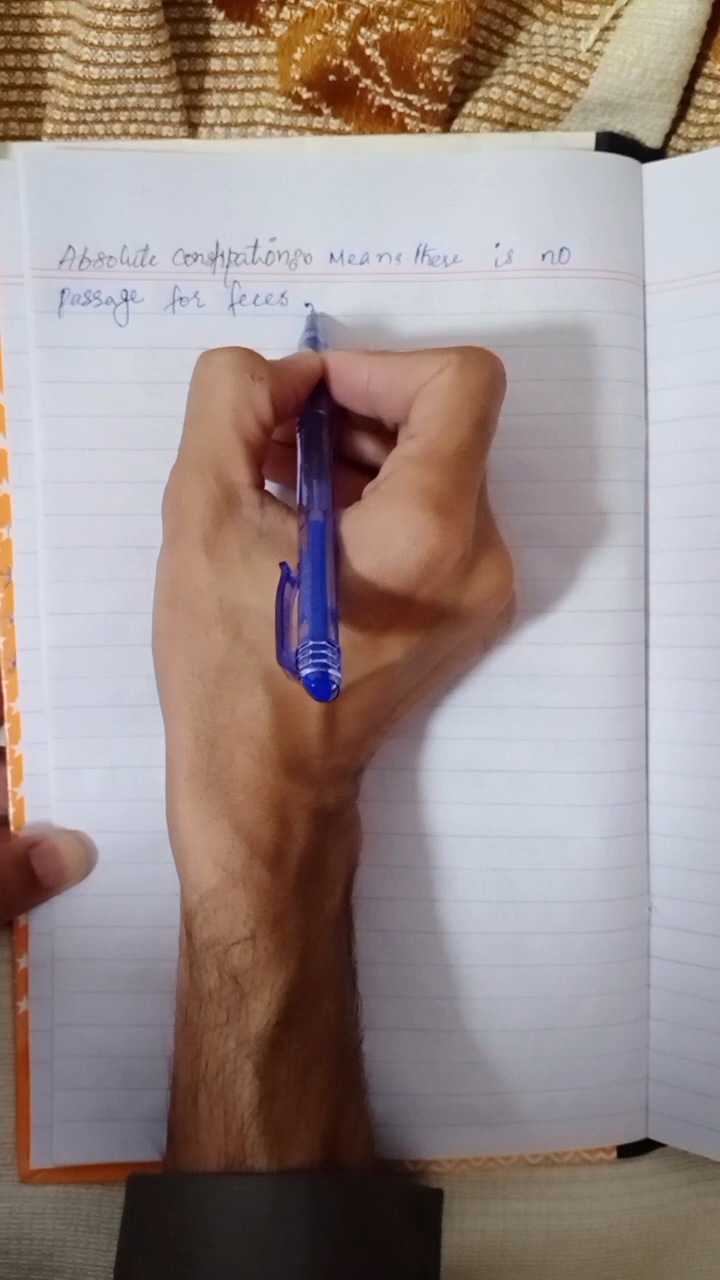 Absolute constipation:- Means there is no
passage for feces